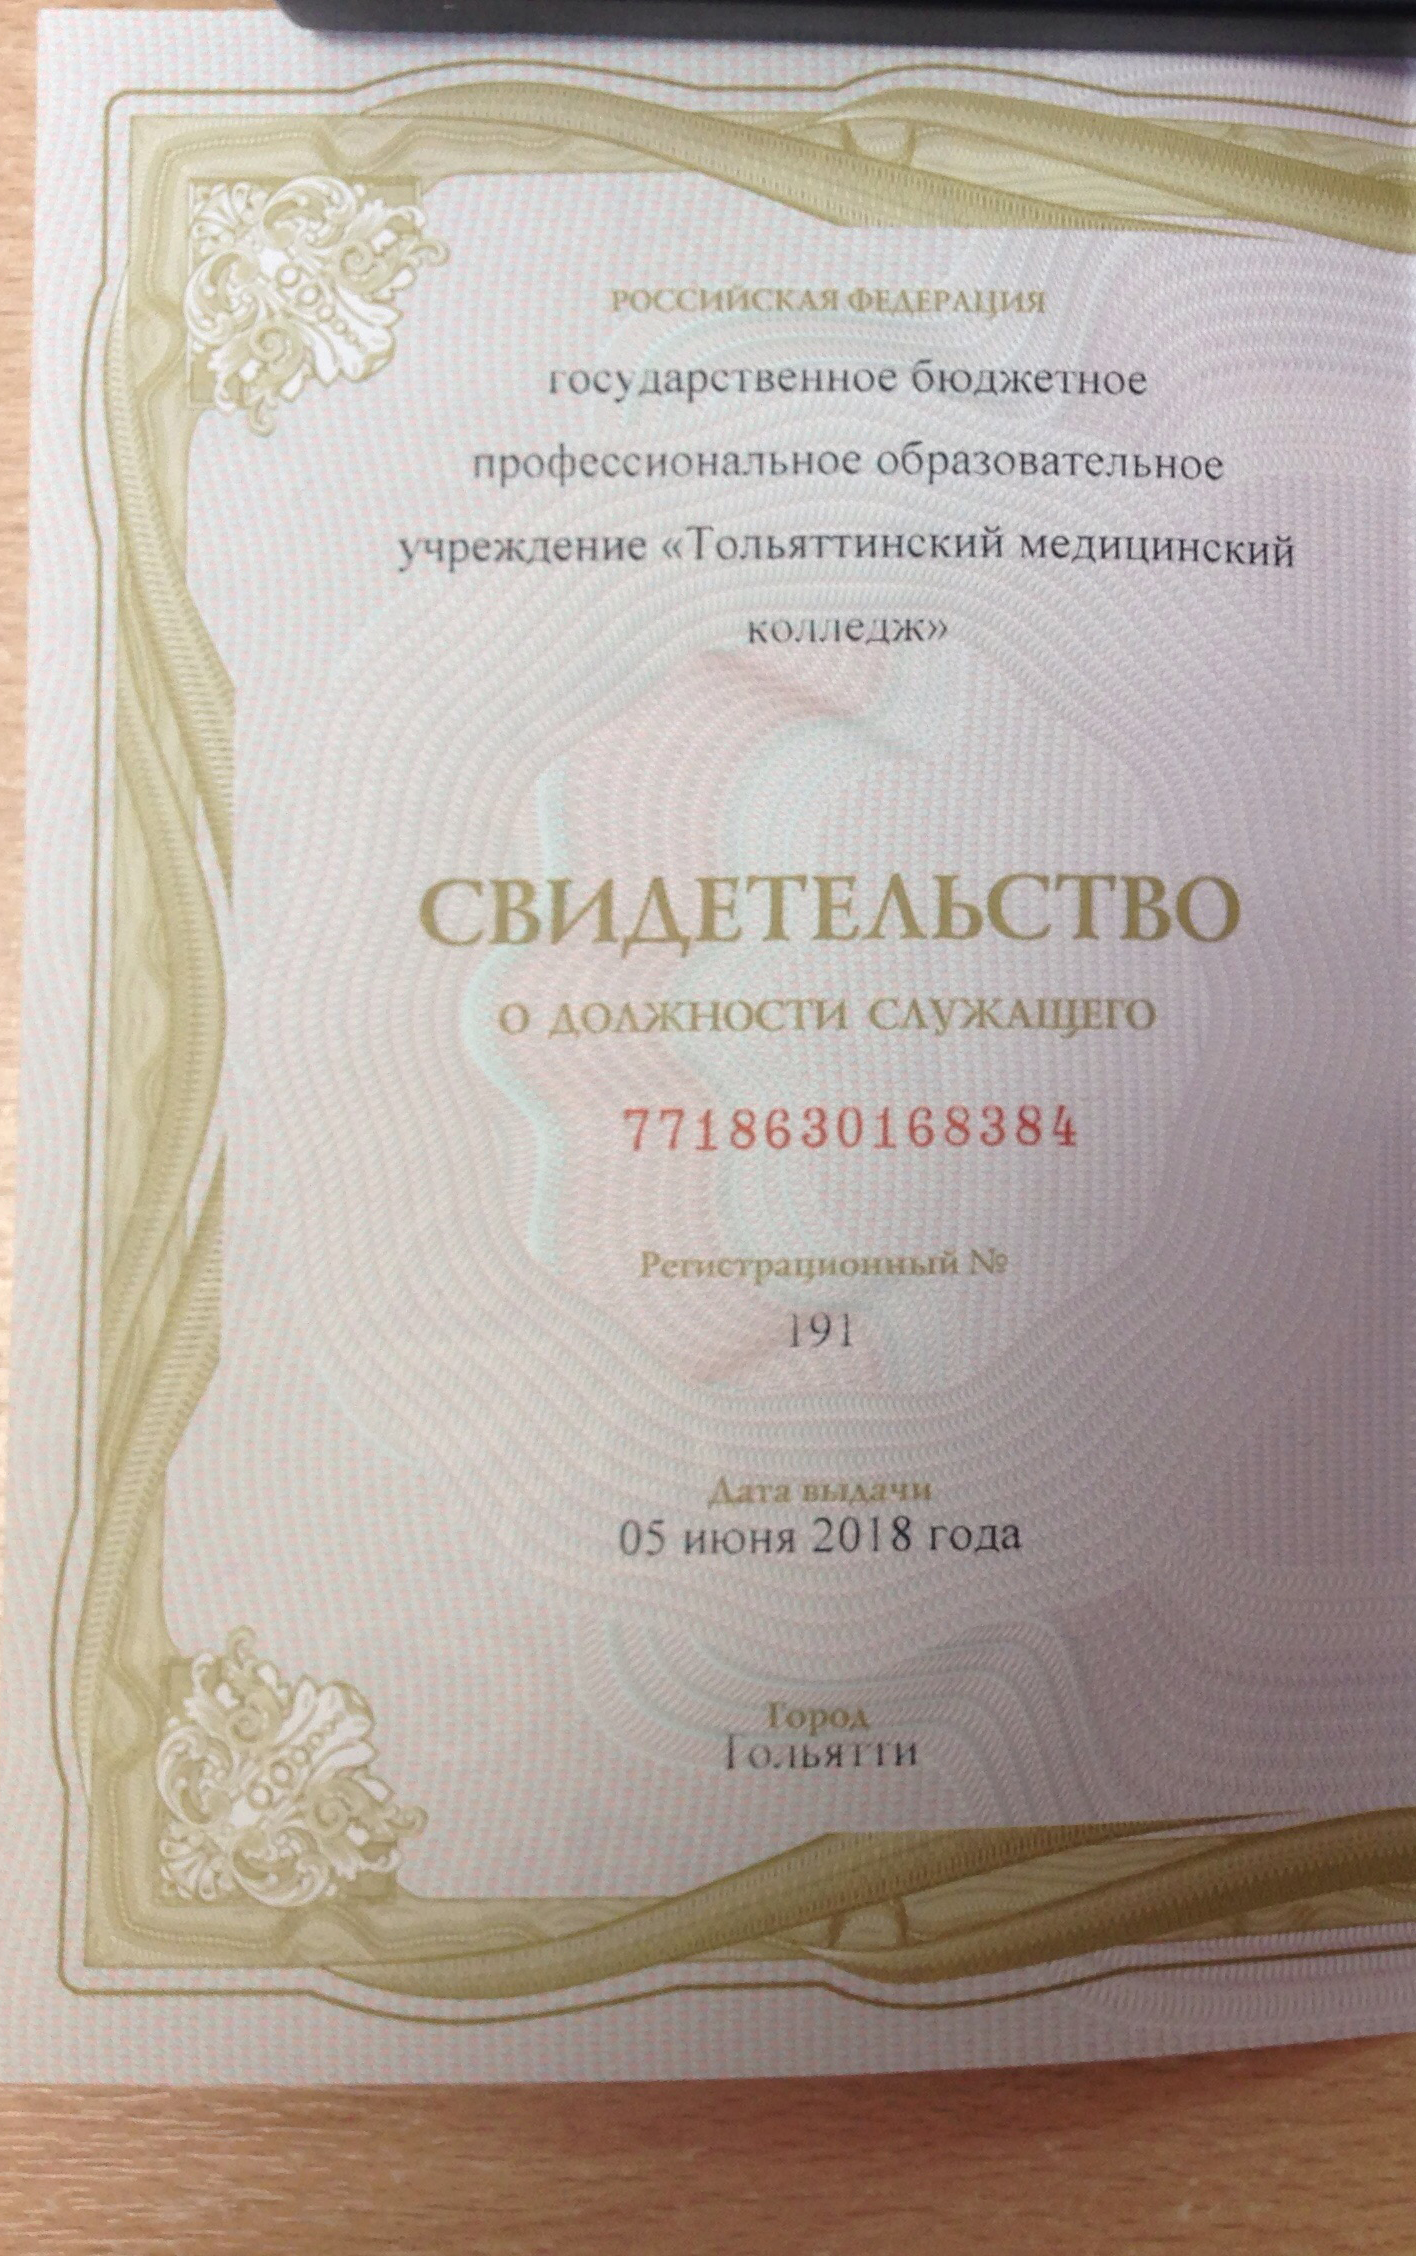 РОССИЙСКАЯ ФЕДЕРАЦИЯ
государственное бюджетное
профессиональное образовательное
учреждение «Тольяттинский медицинский
колледж»
СВИДЕТЕЛЬСТВО
О ДОЛЖНОСТИ СЛУЖАЩЕГО
7718630168384
Регистрационный №
191
Дата выдачи
05 июня 2018 года
Город
Тольятти